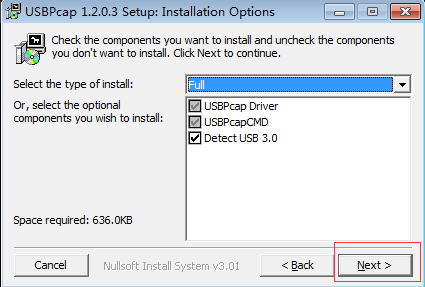 USBPcap 1.2.0.3 Setup: Installation Options
Check the components you want to install and uncheck the components
you don't want to install. Click Next to continue.
Select the type of install:
Full
Or, select the optional
components you wish to install:
USBPcap Driver
USBPcapCMD
Detect USB 3.0
Space required: 636.0KB
Cancel
Nullsoft Install System v3.01
< Back
Next >